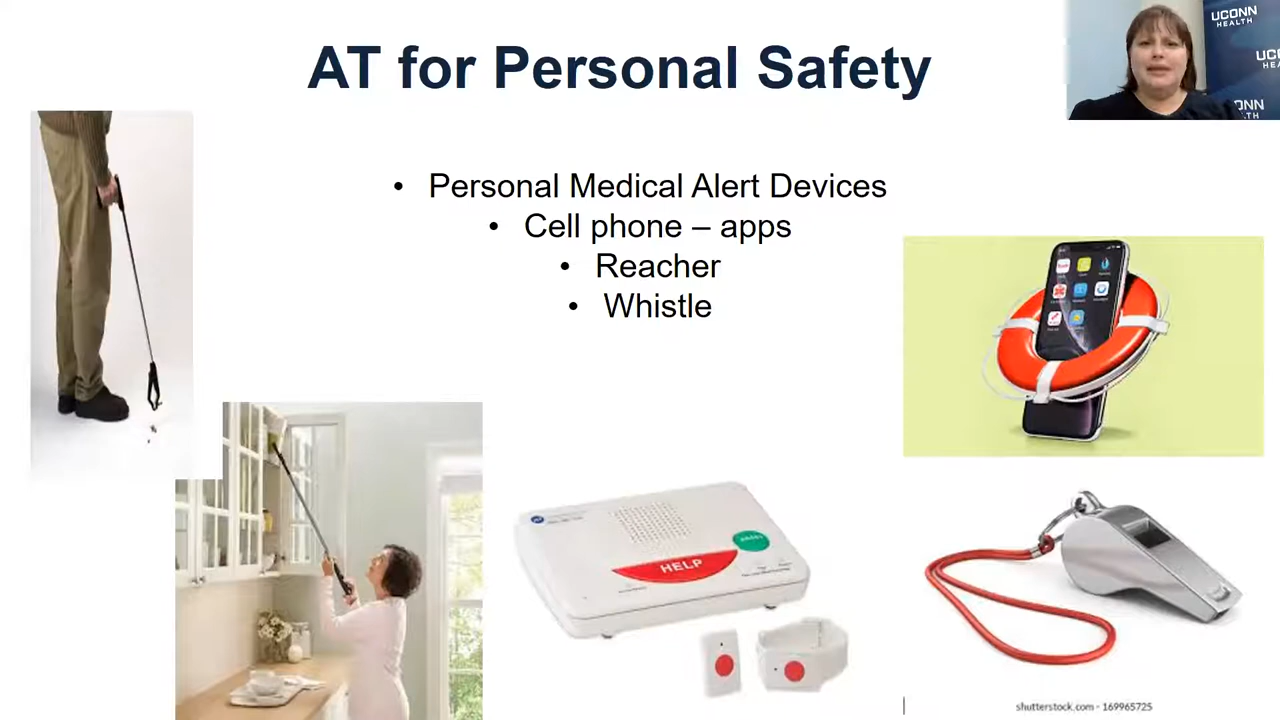 AT for Personal Safety
• Personal Medical Alert Devices
• Cell phone – apps
• Reacher
• Whistle
UCONN
HEALTH
HELP
shutterstock.com · 169965725